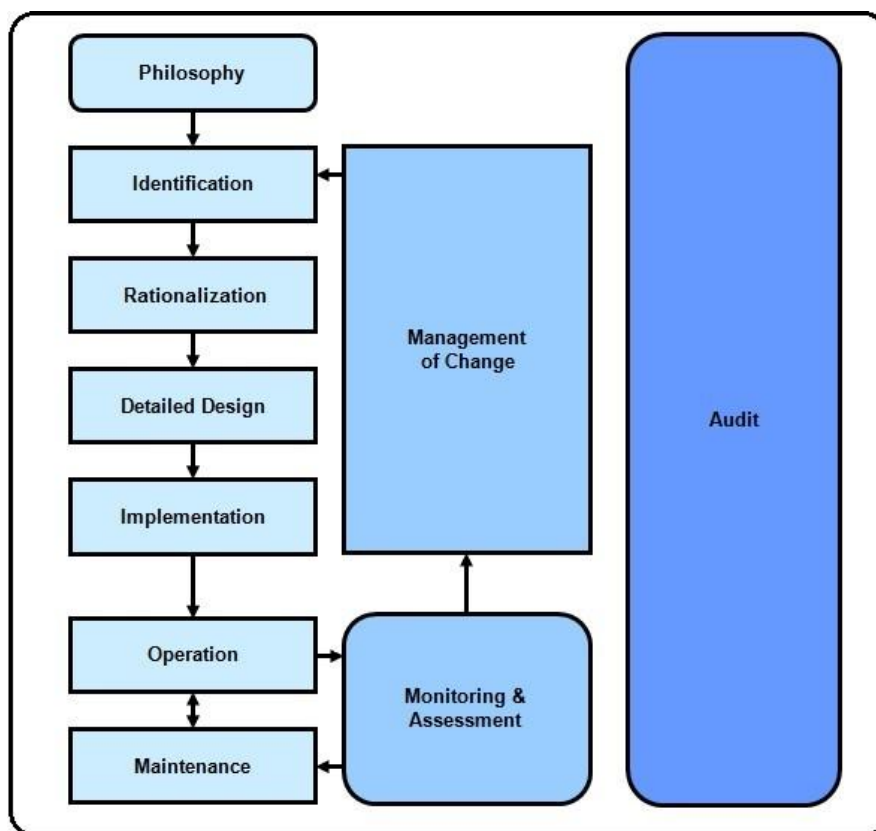 Philosophy
Identification
Rationalization
Detailed Design
Implementation
Operation
Maintenance
Management
of Change
Monitoring &
Assessment
Audit